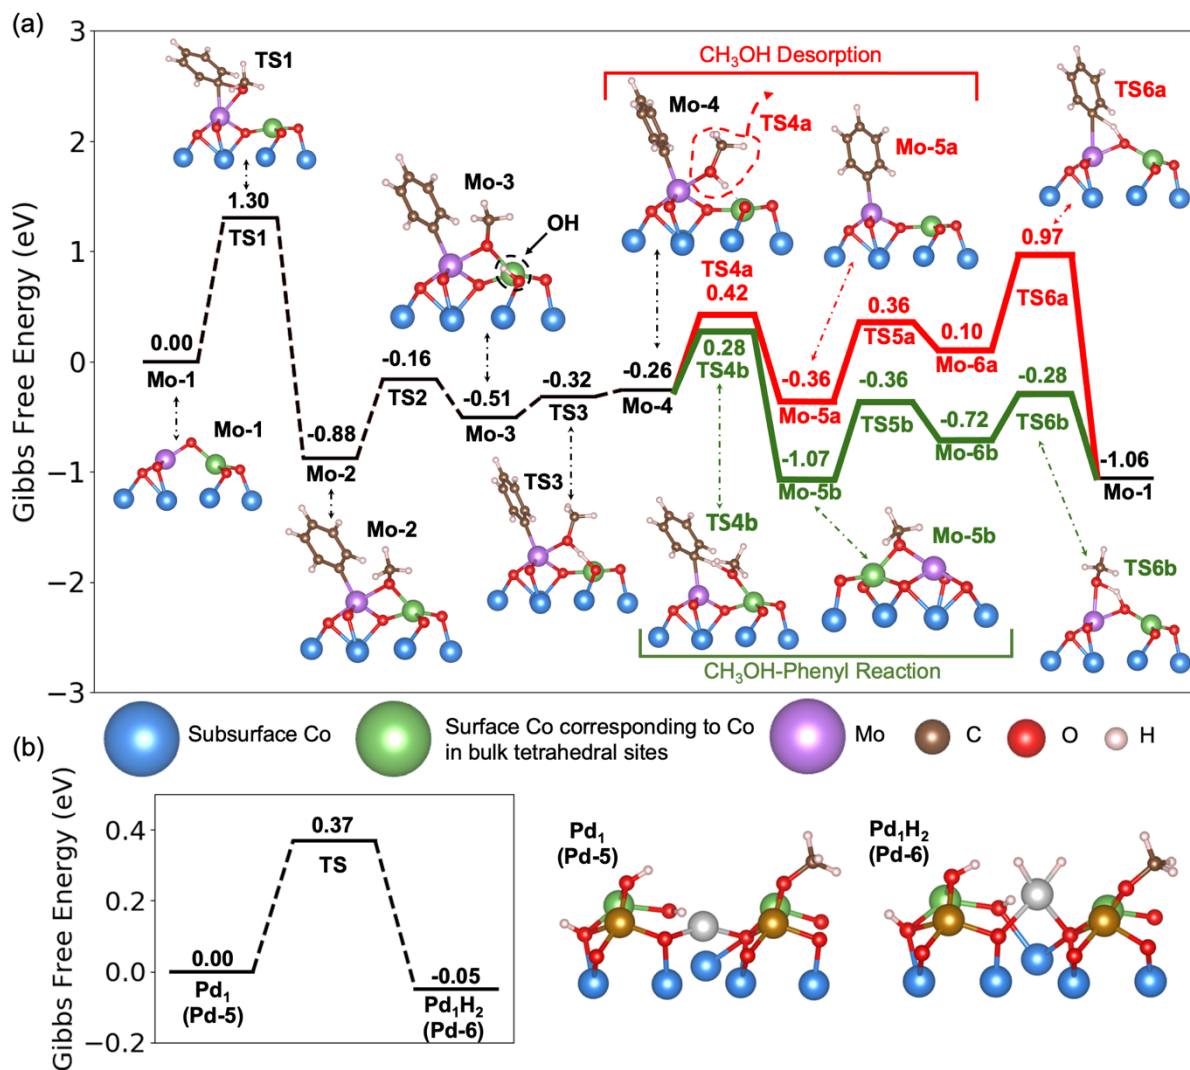 (a)
Gibbs Free Energy (eV)
3
2
1
0
−1
−2
−3
TS1
1.30
TS1
0.00
Mo-1
Mo-1
-0.88
Mo-2
Mo-2
-0.16
TS2
Mo-3
OH
-0.51
Mo-3
-0.32
TS3
TS3
CH₃OH Desorption
Mo-4
TS4a
-0.26
Mo-4
TS4a
0.42
0.28
TS4b
TS4b
Mo-5a
-0.36
Mo-5a
-1.07
Mo-5b
Mo-5b
0.36
TS5a
-0.36
TS5b
0.10
Mo-6a
-0.72
Mo-6b
TS6a
0.97
TS6a
-0.28
TS6b
TS6b
-1.06
Mo-1
CH₃OH-Phenyl Reaction
Subsurface Co
Surface Co corresponding to Co
in bulk tetrahedral sites
Mo
C
O
H
(b)
Gibbs Free Energy (eV)
0.4
0.2
0.0
−0.2
0.00
Pd₁
(Pd-5)
0.37
TS
-0.05
Pd₁H₂
(Pd-6)
Pd₁
(Pd-5)
Pd₁H₂
(Pd-6)